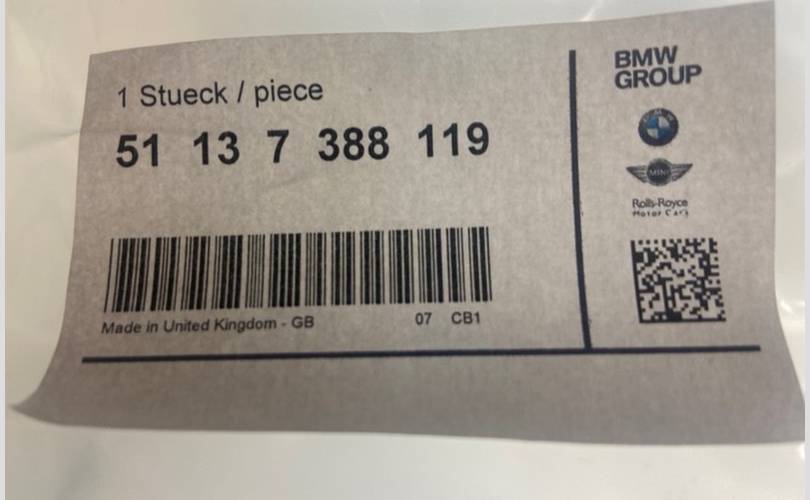 1 Stueck / piece
51 13 7 388 119
Made in United Kingdom - GB 07 CB1
BMW
GROUP
BMW
MINI
Rolls-Royce
Motor Cars